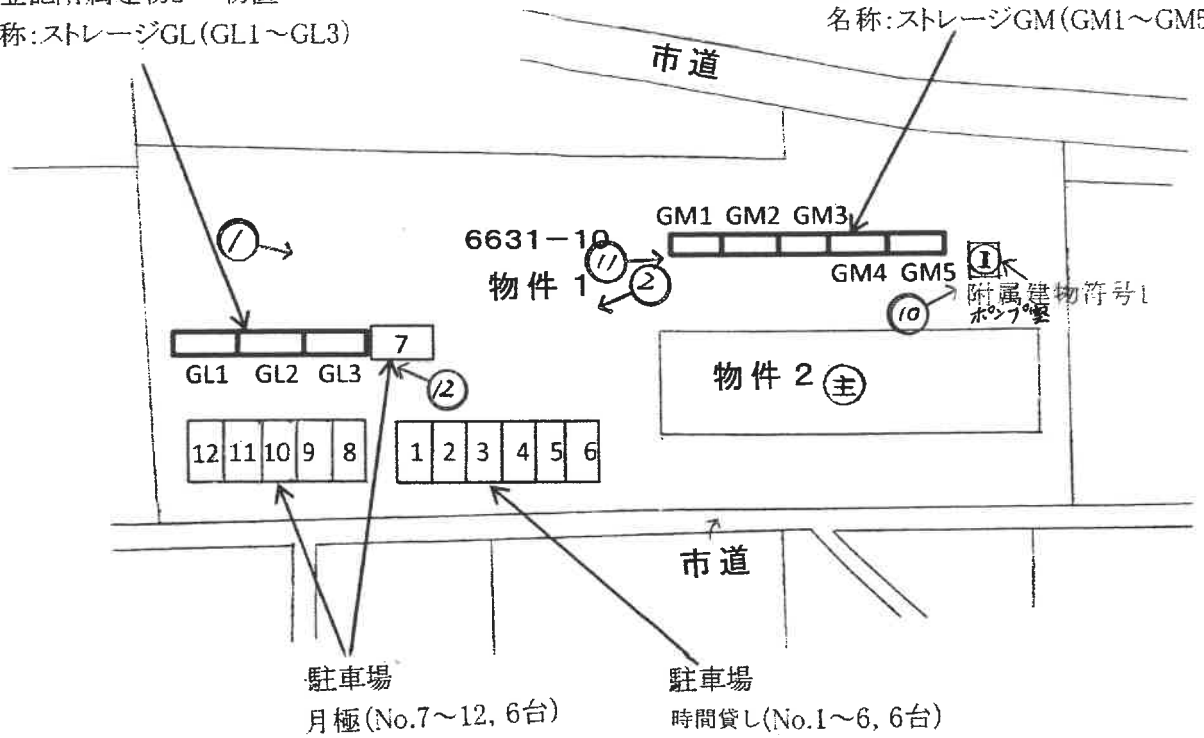 称:ストレージGL(GL1～GL3)
名称:ストレージGM(GM1～GM5
市道
GM1 GM2 GM3
6631－10
物件 1
GM4 GM5
①
⑪
②
1
附属建物符号1
ポンプ室
⑩
7
GL1 GL2 GL3
⑫
物件 2 主
12 11 10 9 8
1 2 3 4 5 6
市道
駐車場
月極(No.7～12, 6台)
駐車場
時間貸し(No.1～6, 6台)